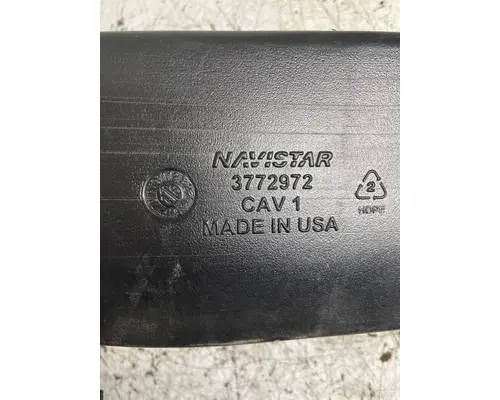 NAVISTAR
3772972
CAV 1
MADE IN USA
2
HDPE